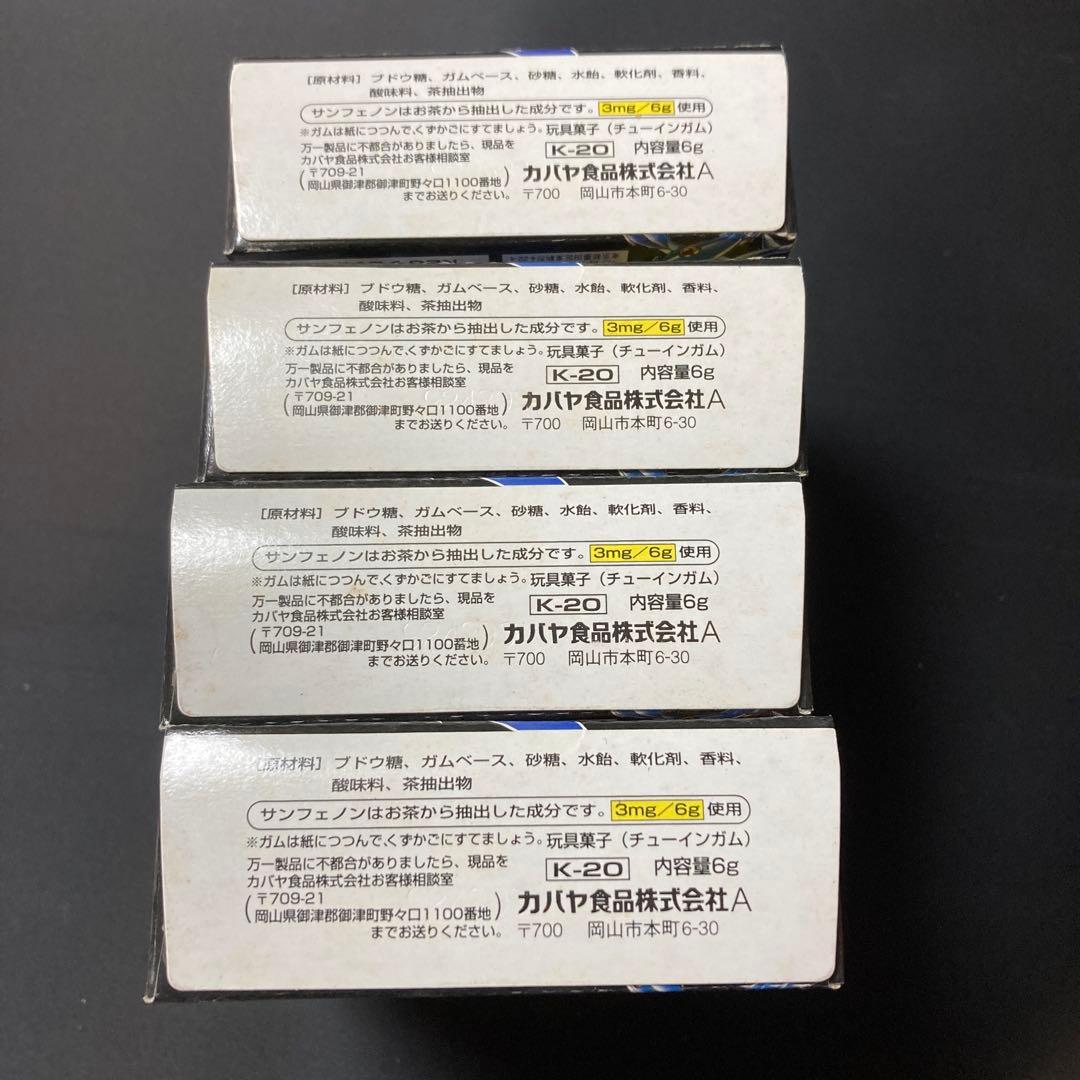 [原材料] ブドウ糖、ガムベース、砂糖、水飴、軟化剤、香料、
酸味料、茶抽出物
サンフェノンはお茶から抽出した成分です。3mg/6g使用
※ガムは紙につつんで、くずかごにすてましょう。玩具菓子（チューインガム）
万一製品に不都合がありましたら、現品を
カバヤ食品株式会社お客様相談室
〒709-21
岡山県御津郡御津町野々口1100番地
までお送りください。
K-20 内容量6g
カバヤ食品株式会社A
〒700 岡山市本町6-30
[原材料] ブドウ糖、ガムベース、砂糖、水飴、軟化剤、香料、
酸味料、茶抽出物
サンフェノンはお茶から抽出した成分です。3mg/6g使用
※ガムは紙につつんで、くずかごにすてましょう。玩具菓子（チューインガム）
万一製品に不都合がありましたら、現品を
カバヤ食品株式会社お客様相談室
〒709-21
岡山県御津郡御津町野々口1100番地
までお送りください。
K-20 内容量6g
カバヤ食品株式会社A
〒700 岡山市本町6-30
[原材料] ブドウ糖、ガムベース、砂糖、水飴、軟化剤、香料、
酸味料、茶抽出物
サンフェノンはお茶から抽出した成分です。3mg/6g使用
※ガムは紙につつんで、くずかごにすてましょう。玩具菓子（チューインガム）
万一製品に不都合がありましたら、現品を
カバヤ食品株式会社お客様相談室
〒709-21
岡山県御津郡御津町野々口1100番地
までお送りください。
K-20 内容量6g
カバヤ食品株式会社A
〒700 岡山市本町6-30
[原材料] ブドウ糖、ガムベース、砂糖、水飴、軟化剤、香料、
酸味料、茶抽出物
サンフェノンはお茶から抽出した成分です。3mg/6g使用
※ガムは紙につつんで、くずかごにすてましょう。玩具菓子（チューインガム）
万一製品に不都合がありましたら、現品を
カバヤ食品株式会社お客様相談室
〒709-21
岡山県御津郡御津町野々口1100番地
までお送りください。
K-20 内容量6g
カバヤ食品株式会社A
〒700 岡山市本町6-30